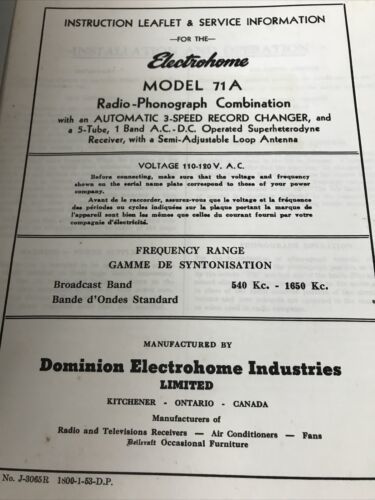 INSTRUCTION LEAFLET & SERVICE INFORMATION
—FOR THE—
Electrohome
MODEL 71A
Radio-Phonograph Combination
with an AUTOMATIC 3-SPEED RECORD CHANGER, and
a 5-Tube, 1 Band A.C.-D.C. Operated Superheterodyne
Receiver, with a Semi-Adjustable Loop Antenna
VOLTAGE 110-120 V. A.C.
Before connecting, make sure that the voltage and frequency
shown on the serial name plate correspond to those of your power
company.
Avant de raccorder, assurez-vous que le voltage et la fréquence
des périodes ou cycles indiquées sur la plaque portant la marque de
l'appareil sont bien les mêmes que celles du courant fourni par votre
compagnie d'électricité.
FREQUENCY RANGE
GAMME DE SYNTONISATION
Broadcast Band 540 Kc. - 1650 Kc.
Bande d'Ondes Standard
MANUFACTURED BY
Dominion Electrohome Industries
LIMITED
KITCHENER - ONTARIO - CANADA
Manufacturers of
Radio and Televisions Receivers — Air Conditioners — Fans
Deilcraft Occasional Furniture
No. J-3065R 1800-1-53-D.P.